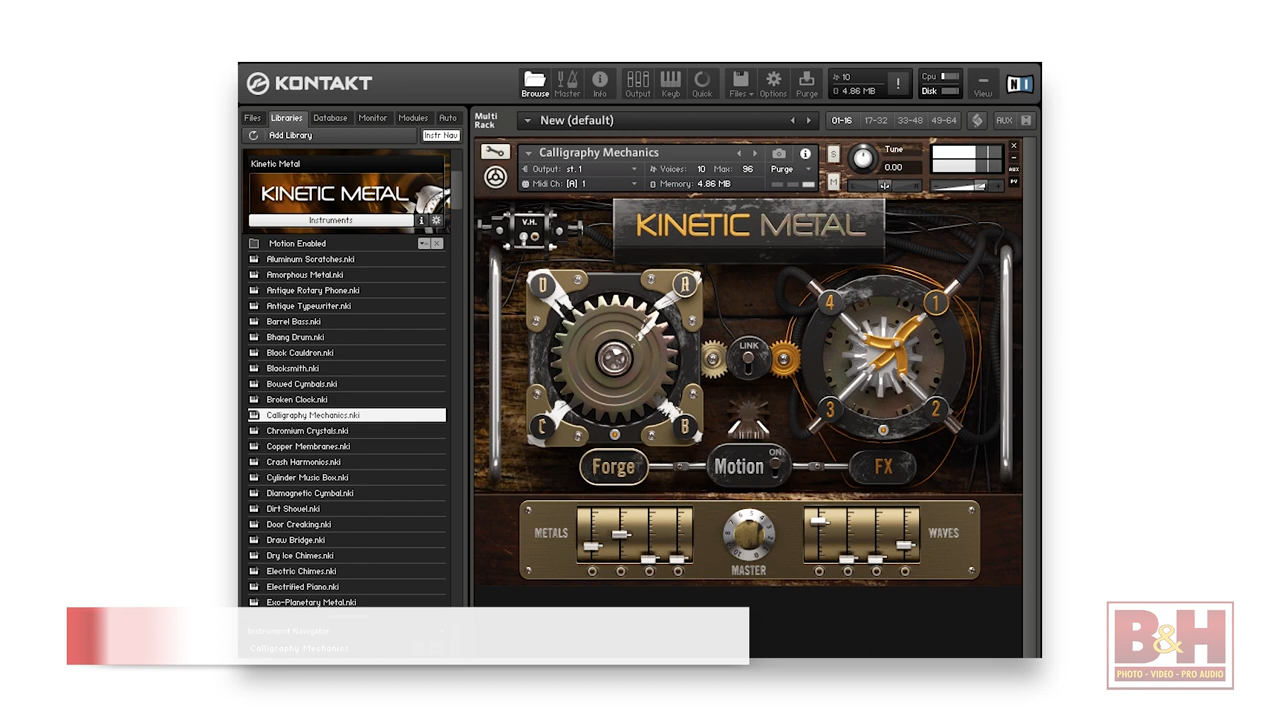 KONTAKT
Browse Master Info Output Keyb Quick Files Options Purge
10
0 4.86 MB
!
Cpu
Disk
View
NI
Files Libraries Database Monitor Modules Auto
Add Library Instr Nav
Multi Rack
New (default)
01-16 17-32 33-48 49-64
AUX
Kinetic Metal
KINETIC METAL
Instruments
Motion Enabled
Aluminum Scratches.nki
Amorphous Metal.nki
Antique Rotary Phone.nki
Antique Typewriter.nki
Barrel Bass.nki
Bhang Drum.nki
Black Cauldron.nki
Blacksmith.nki
Bowed Cymbals.nki
Broken Clock.nki
Calligraphy Mechanics.nki
Chromium Crystals.nki
Copper Membranes.nki
Crash Harmonics.nki
Cylinder Music Box.nki
Diamagnetic Cymbal.nki
Dirt Shovel.nki
Door Creaking.nki
Draw Bridge.nki
Dry Ice Chimes.nki
Electric Chimes.nki
Electrified Piano.nki
Exo-Planetary Metal.nki
Instrument Navigator
Calligraphy Mechanics
Calligraphy Mechanics
Output: st.1 Voices: 10 Max: 96 Purge
Midi Ch: [A] 1 Memory: 4.86 MB
S
M
Tune
0.00
AUX
PV
V.H.
KINETIC METAL
D A
C B
LINK
4 1
3 2
Forge Motion ON FX
METALS
MASTER
WAVES
B&H
PHOTO - VIDEO - PRO AUDIO